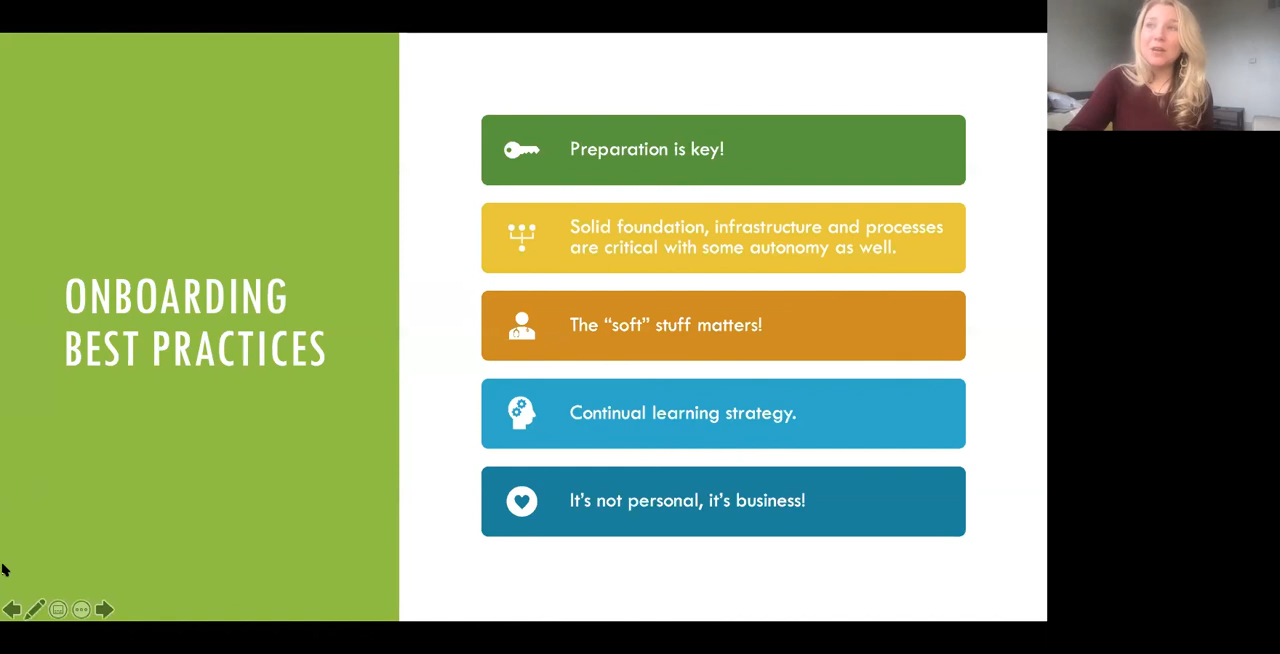 ONBOARDING
BEST PRACTICES
Preparation is key!
Solid foundation, infrastructure and processes
are critical with some autonomy as well.
The “soft” stuff matters!
Continual learning strategy.
It’s not personal, it’s business!